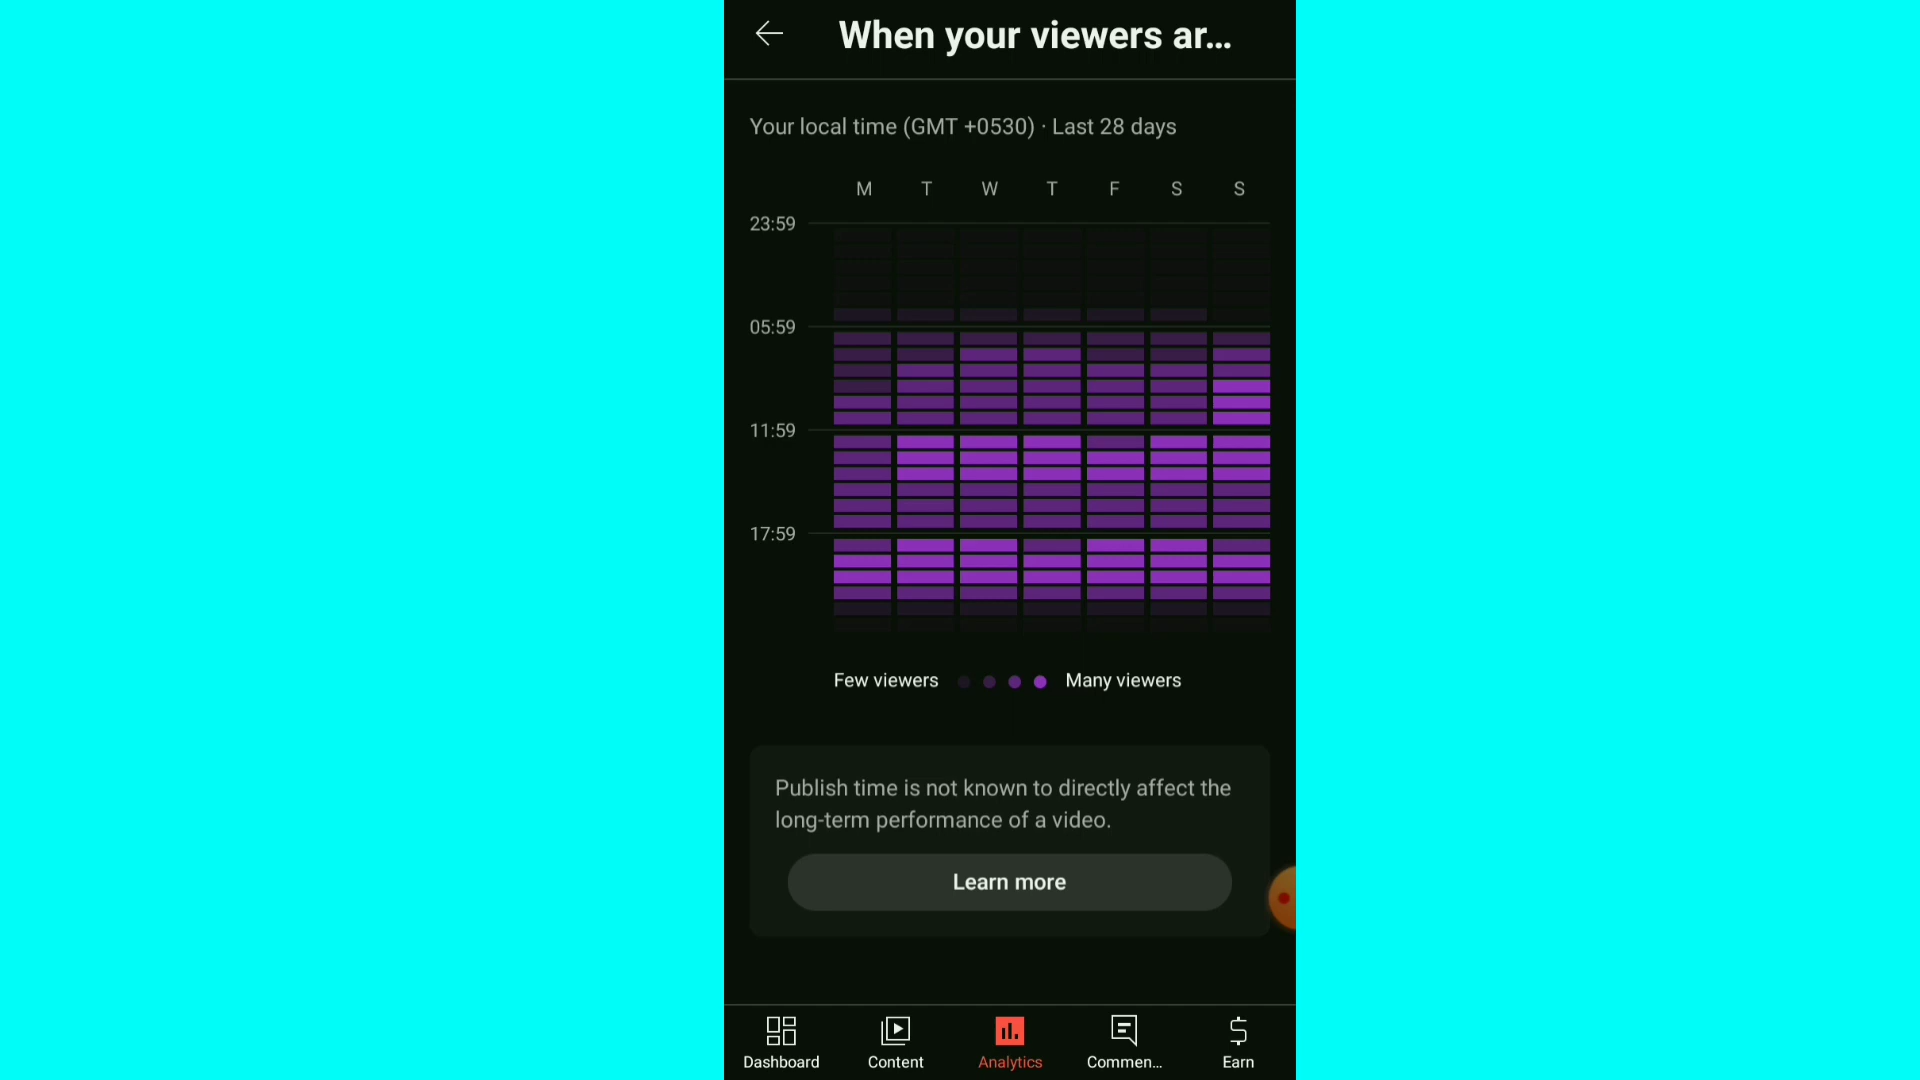 When your viewers ar...
Your local time (GMT +0530) · Last 28 days
M T W T F S S
23:59
05:59
11:59
17:59
Few viewers Many viewers
Publish time is not known to directly affect the
long-term performance of a video.
Learn more
Dashboard Content Analytics Commen... Earn